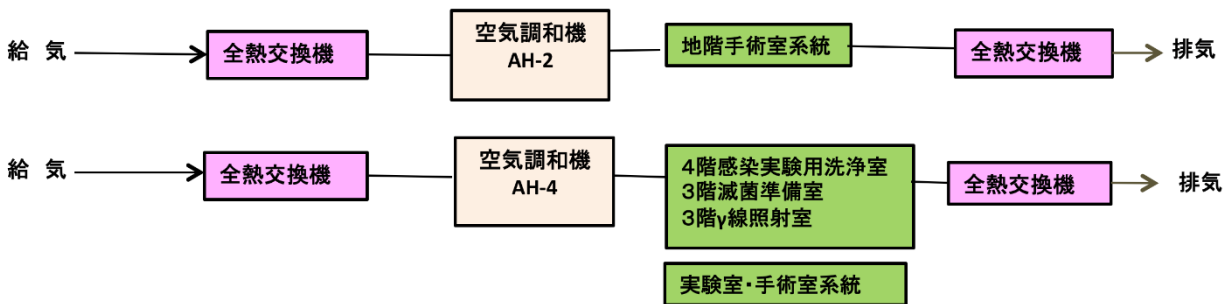 給 気
全熱交換機
空気調和機
AH-2
地階手術室系統
全熱交換機
排気
給 気
全熱交換機
空気調和機
AH-4
4階感染実験用洗浄室
3階滅菌準備室
3階γ線照射室
全熱交換機
排気
実験室・手術室系統